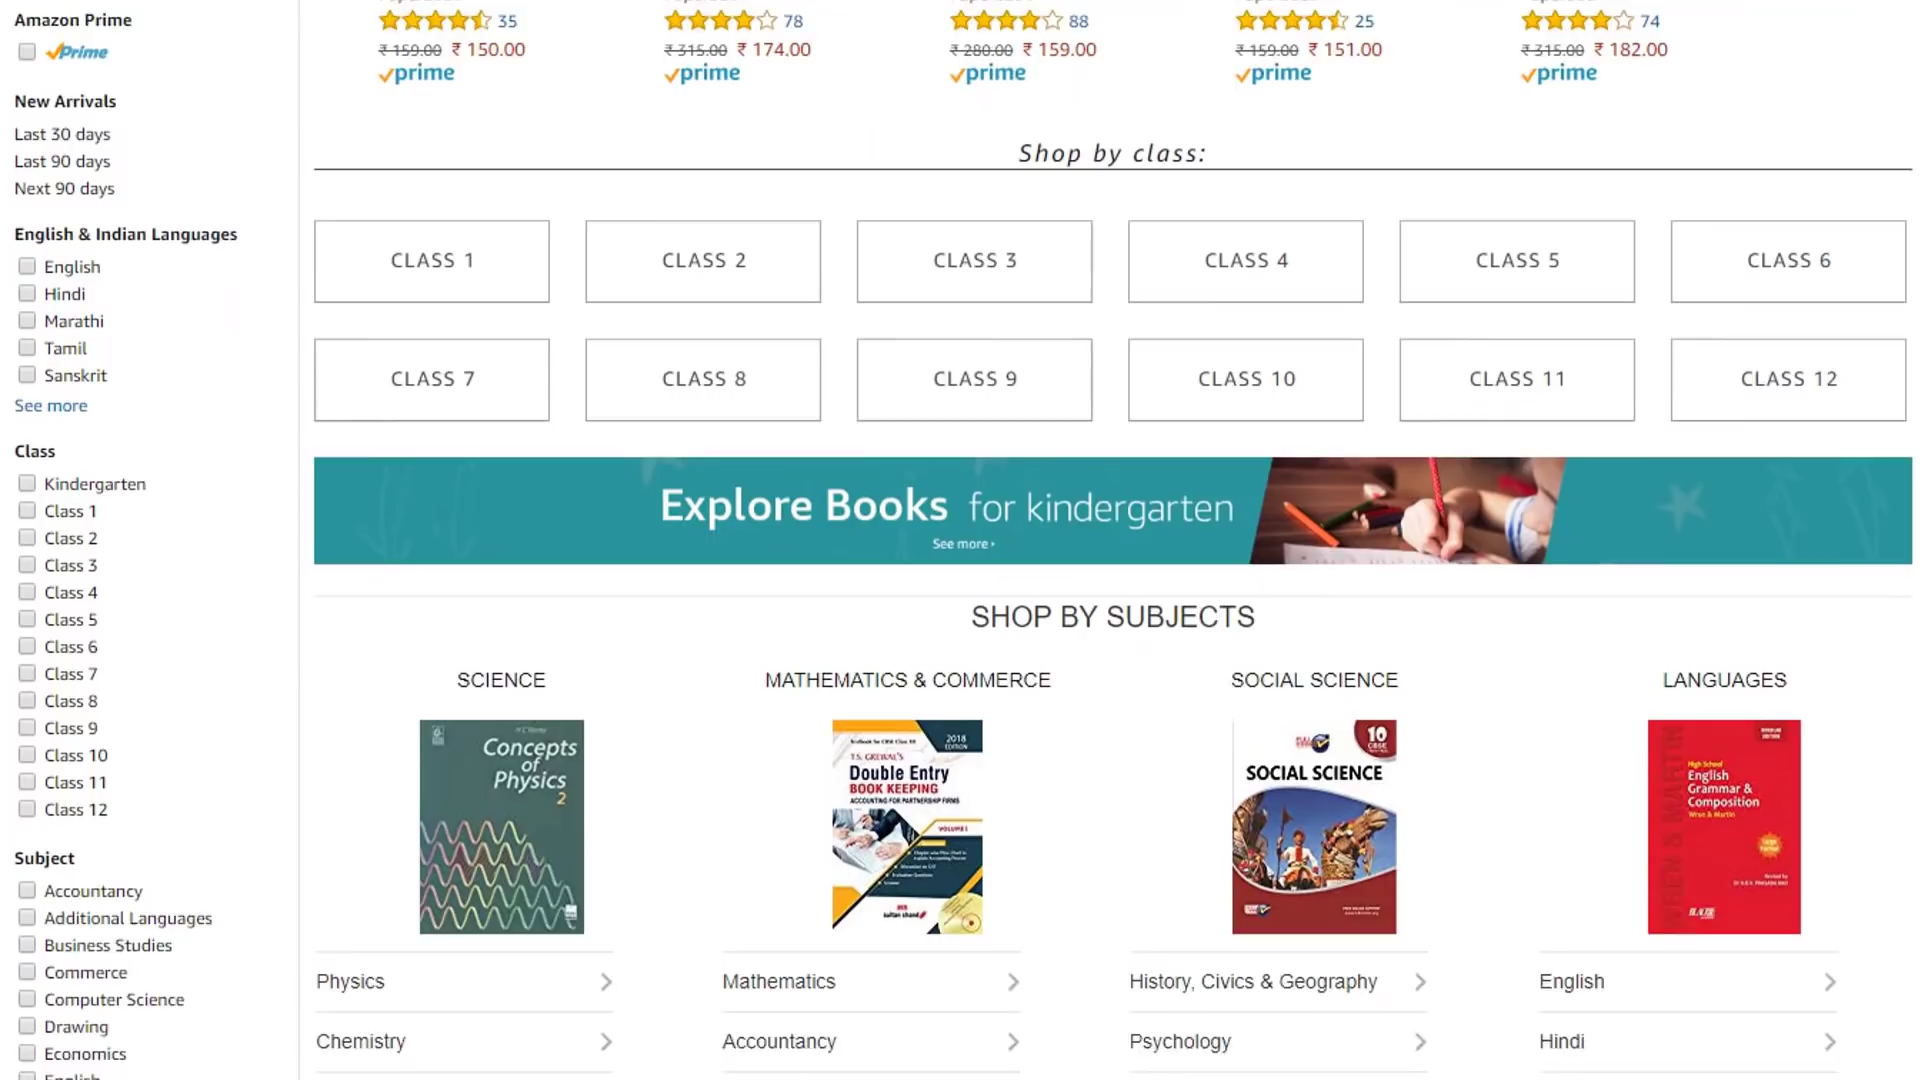 Amazon Prime
Prime
New Arrivals
Last 30 days
Last 90 days
Next 90 days
English & Indian Languages
English
Hindi
Marathi
Tamil
Sanskrit
See more
Class
Kindergarten
Class 1
Class 2
Class 3
Class 4
Class 5
Class 6
Class 7
Class 8
Class 9
Class 10
Class 11
Class 12
Subject
Accountancy
Additional Languages
Business Studies
Commerce
Computer Science
Drawing
Economics
English
35 78 88 25 74
₹ 159.00 ₹ 150.00 ₹ 315.00 ₹ 174.00 ₹ 280.00 ₹ 159.00 ₹ 159.00 ₹ 151.00 ₹ 315.00 ₹ 182.00
prime prime prime prime prime
Shop by class:
CLASS 1 CLASS 2 CLASS 3 CLASS 4 CLASS 5 CLASS 6
CLASS 7 CLASS 8 CLASS 9 CLASS 10 CLASS 11 CLASS 12
Explore Books for kindergarten
See more
SHOP BY SUBJECTS
SCIENCE MATHEMATICS & COMMERCE SOCIAL SCIENCE LANGUAGES
Concepts
of
Physics
2
2018
EDITION
T.S. GREWAL'S
Double Entry
BOOK KEEPING
ACCOUNTING FOR PARTNERSHIP FIRMS
VOLUME I
sultan chand
10
CBSE
SOCIAL SCIENCE
WREN & MARTIN
High School
English
Grammar &
Composition
Wren & Martin
Physics Mathematics History, Civics & Geography English
Chemistry Accountancy Psychology Hindi